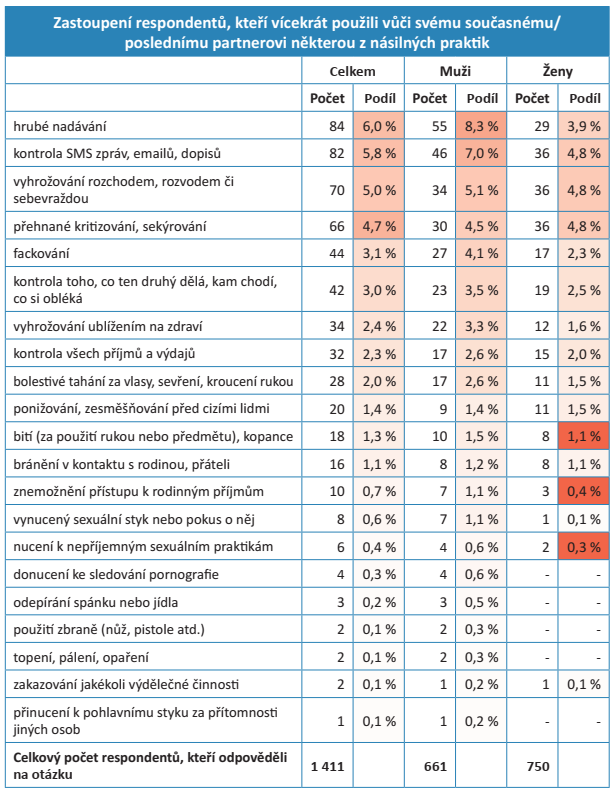 Zastoupení respondentů, kteří vícekrát použili vůči svému současnému/
poslednímu partnerovi některou z násilných praktik
Celkem Muži Ženy
Počet Podíl Počet Podíl Počet Podíl
hrubé nadávání 84 6,0 % 55 8,3 % 29 3,9 %
kontrola SMS zpráv, emailů, dopisů 82 5,8 % 46 7,0 % 36 4,8 %
vyhrožování rozchodem, rozvodem či
sebevraždou 70 5,0 % 34 5,1 % 36 4,8 %
přehnané kritizování, sekýrování 66 4,7 % 30 4,5 % 36 4,8 %
fackování 44 3,1 % 27 4,1 % 17 2,3 %
kontrola toho, co ten druhý dělá, kam chodí,
co si obléká 42 3,0 % 23 3,5 % 19 2,5 %
vyhrožování ublížením na zdraví 34 2,4 % 22 3,3 % 12 1,6 %
kontrola všech příjmů a výdajů 32 2,3 % 17 2,6 % 15 2,0 %
bolestivé tahání za vlasy, sevření, kroucení rukou 28 2,0 % 17 2,6 % 11 1,5 %
ponižování, zesměšňování před cizími lidmi 20 1,4 % 9 1,4 % 11 1,5 %
bití (za použití rukou nebo předmětu), kopance 18 1,3 % 10 1,5 % 8 1,1 %
bránění v kontaktu s rodinou, přáteli 16 1,1 % 8 1,2 % 8 1,1 %
znemožnění přístupu k rodinným příjmům 10 0,7 % 7 1,1 % 3 0,4 %
vynucený sexuální styk nebo pokus o něj 8 0,6 % 7 1,1 % 1 0,1 %
nucení k nepříjemným sexuálním praktikám 6 0,4 % 4 0,6 % 2 0,3 %
donucení ke sledování pornografie 4 0,3 % 4 0,6 % - -
odepírání spánku nebo jídla 3 0,2 % 3 0,5 % - -
použití zbraně (nůž, pistole atd.) 2 0,1 % 2 0,3 % - -
topení, pálení, opaření 2 0,1 % 2 0,3 % - -
zakazování jakékoli výdělečné činnosti 2 0,1 % 1 0,2 % 1 0,1 %
přinucení k pohlavnímu styku za přítomnosti
jiných osob 1 0,1 % 1 0,2 % - -
Celkový počet respondentů, kteří odpověděli
na otázku 1 411 661 750